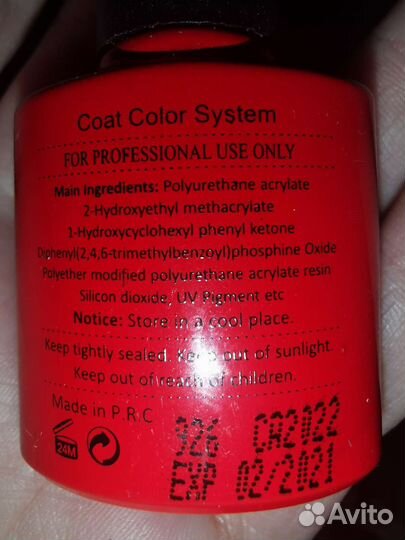 Coat Color System
FOR PROFESSIONAL USE ONLY
Main ingredients: Polyurethane acrylate
2-Hydroxyethyl methacrylate
1-Hydroxycyclohexyl phenyl ketone
Diphenyl(2,4,6-trimethylbenzoyl)phosphine Oxide
Polyether modified polyurethane acrylate resin
Silicon dioxide, UV Pigment etc
Notice: Store in a cool place.
Keep tightly sealed. Keep out of sunlight.
Keep out of reach of children.
Made in P.R.C
24M
926 CA2022
EXP 02/2021
Avito